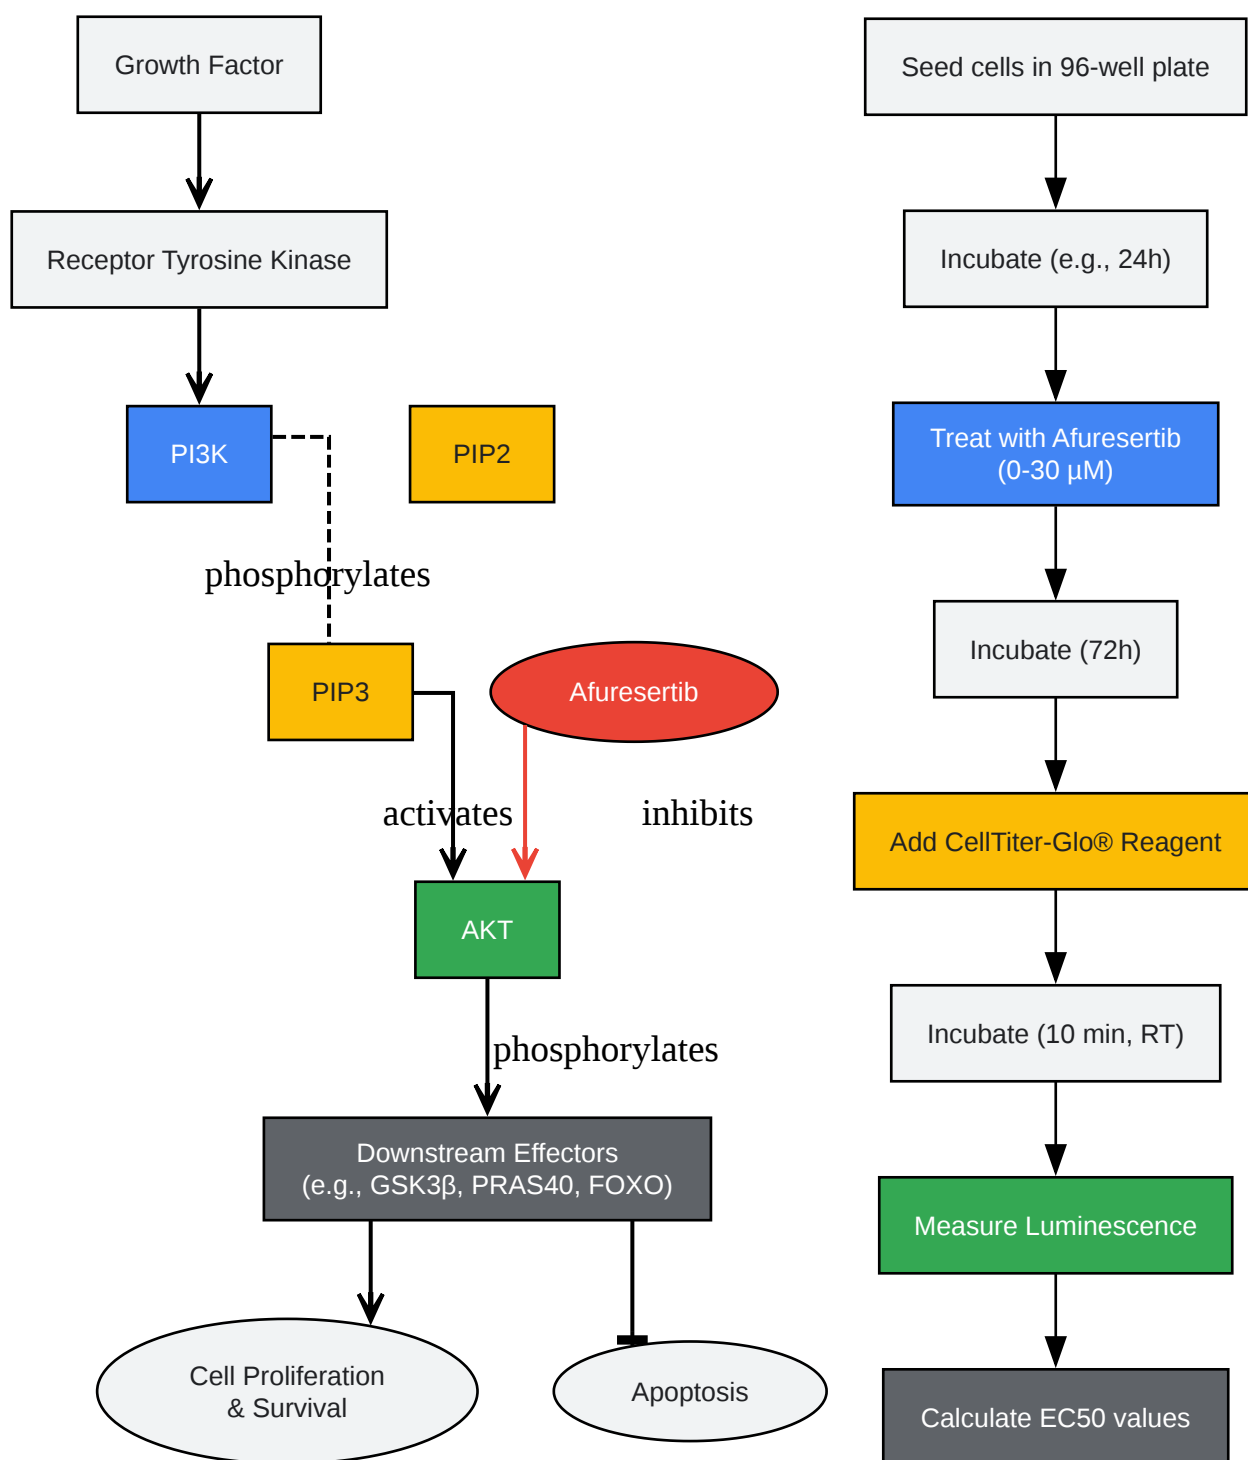 Growth Factor
Receptor Tyrosine Kinase
PI3K
PIP2
phosphorylates
PIP3
Afuresertib
activates
inhibits
AKT
phosphorylates
Downstream Effectors
(e.g., GSK3β, PRAS40, FOXO)
Cell Proliferation
& Survival
Apoptosis
Seed cells in 96-well plate
Incubate (e.g., 24h)
Treat with Afuresertib
(0-30 µM)
Incubate (72h)
Add CellTiter-Glo® Reagent
Incubate (10 min, RT)
Measure Luminescence
Calculate EC50 values